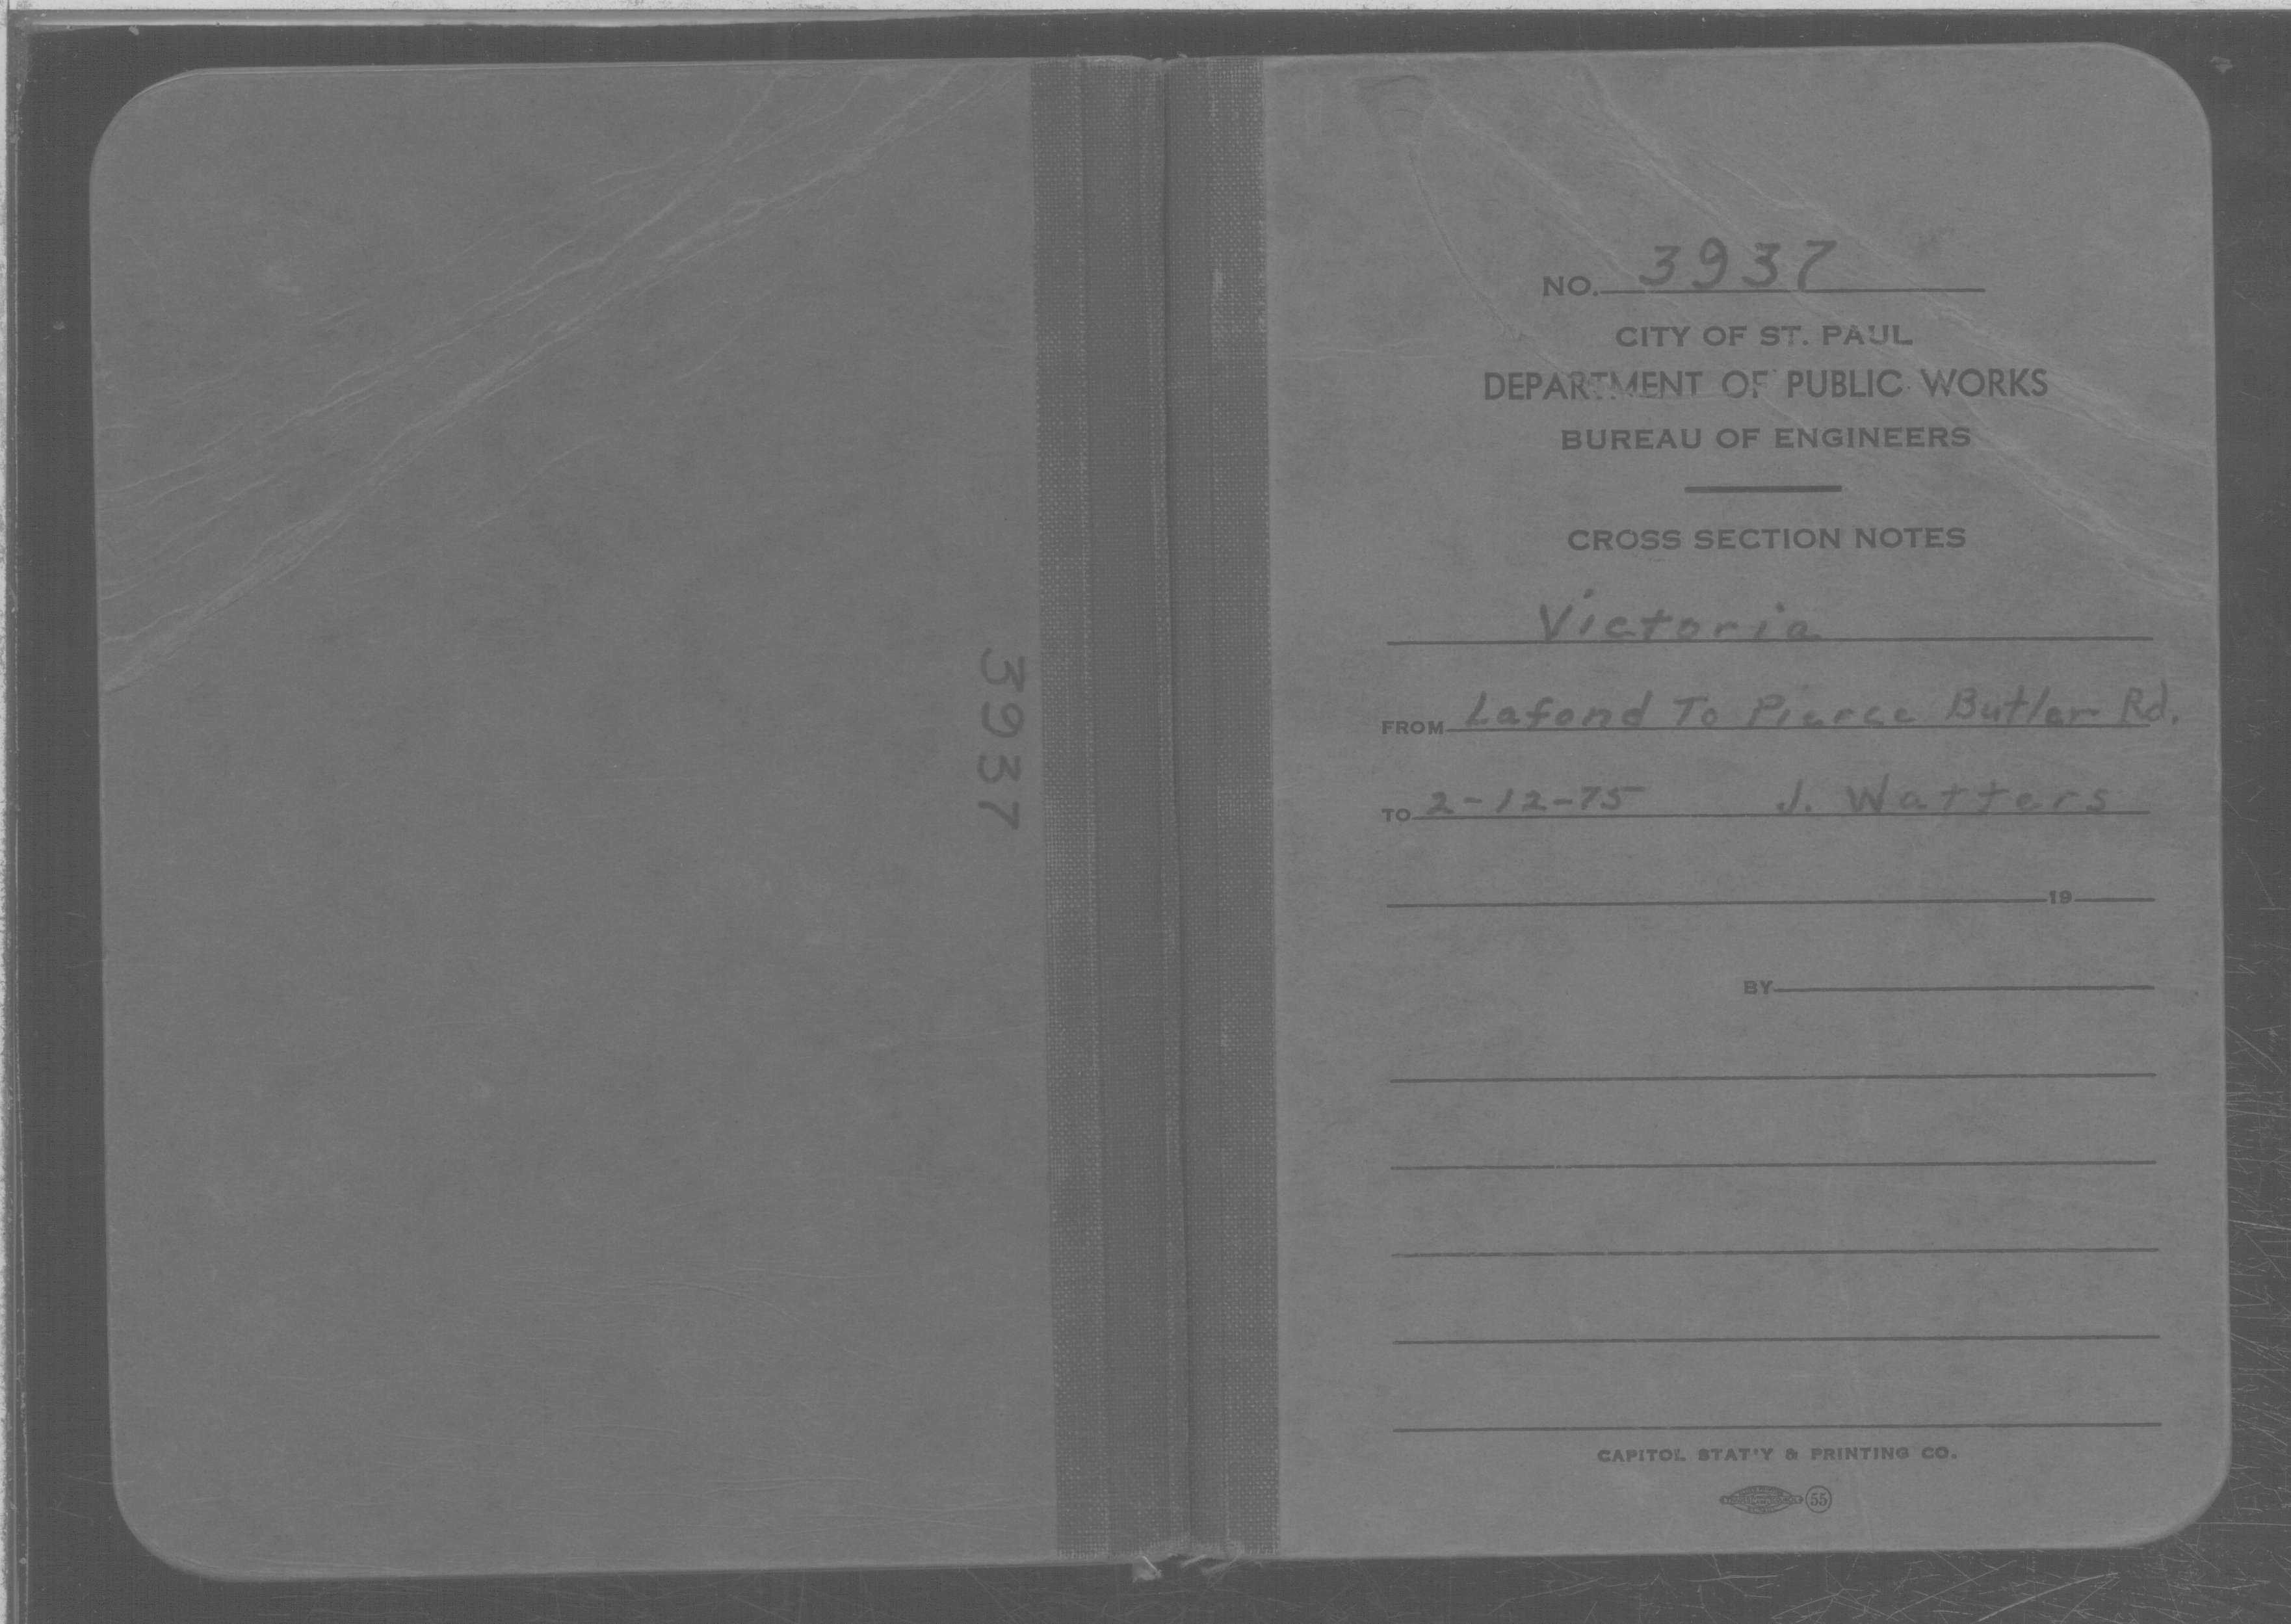 3937
NO. 3937
CITY OF ST. PAUL
DEPARTMENT OF PUBLIC WORKS
BUREAU OF ENGINEERS
CROSS SECTION NOTES
Victoria
FROM Lafond To Pierce Butler Rd.
TO 2-12-75 J. Watters
19
BY
CAPITOL STAT'Y & PRINTING CO.
55